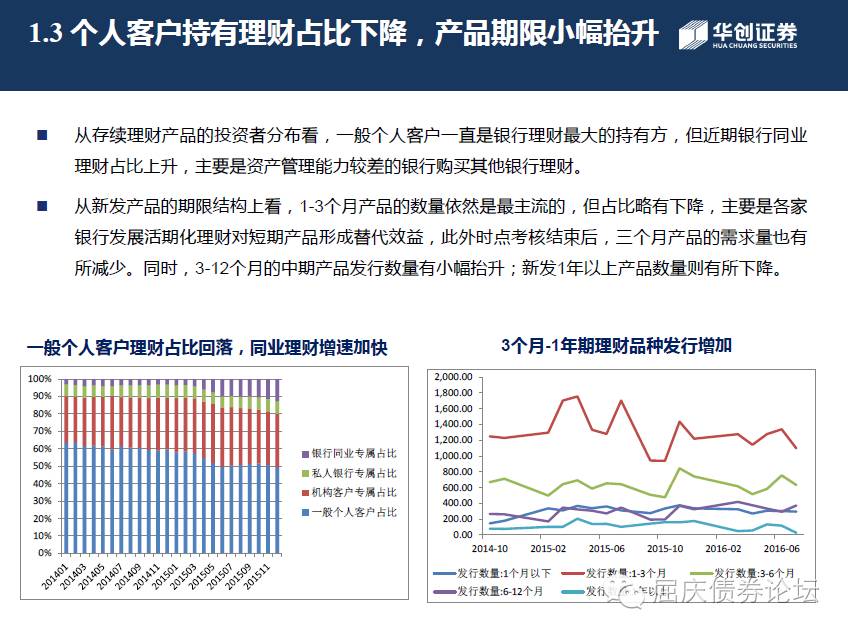 1.3 个人客户持有理财占比下降，产品期限小幅抬升
华创证券
HUA CHUANG SECURITIES
从存续理财产品的投资者分布看，一般个人客户一直是银行理财最大的持有方，但近期银行同业
理财占比上升，主要是资产管理能力较差的银行购买其他银行理财。
从新发产品的期限结构上看，1-3个月产品的数量依然是最主流的，但占比略有下降，主要是各家
银行发展活期化理财对短期产品形成替代效益，此外时点考核结束后，三个月产品的需求量也有
所减少。同时，3-12个月的中期产品发行数量有小幅抬升；新发1年以上产品数量则有所下降。
一般个人客户理财占比回落，同业理财增速加快
100%
90%
80%
70%
60%
50%
40%
30%
20%
10%
0%
201401
201403
201405
201407
201409
201411
201501
201503
201505
201507
201509
201511
银行同业专属占比
私人银行专属占比
机构客户专属占比
一般个人客户占比
3个月-1年期理财品种发行增加
2,000.00
1,800.00
1,600.00
1,400.00
1,200.00
1,000.00
800.00
600.00
400.00
200.00
0.00
2014-10
2015-02
2015-06
2015-10
2016-02
2016-06
发行数量:1个月以下
发行数量:1-3个月
发行数量:3-6个月
发行数量:6-12个月
屈庆债券论坛